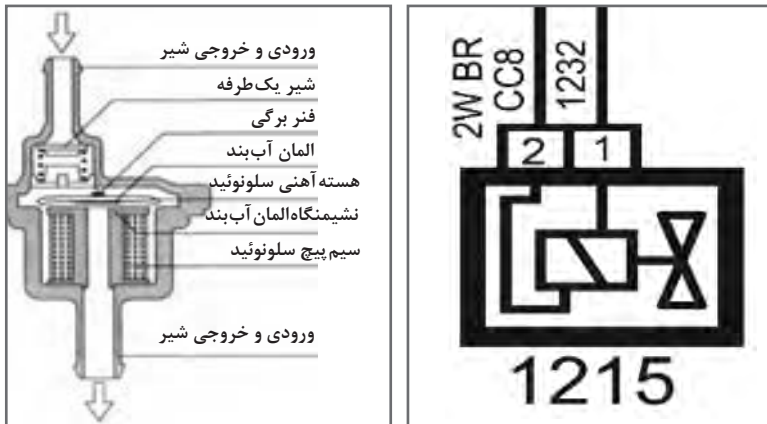 ورودی و خروجی شیر
شیر یک‌طرفه
فنر برگی
المان آب‌بند
هسته آهنی سلونوئید
نشیمنگاه المان آب‌بند
سیم پیچ سلونوئید
ورودی و خروجی شیر
2W BR
CC8
1232
2 1
1215